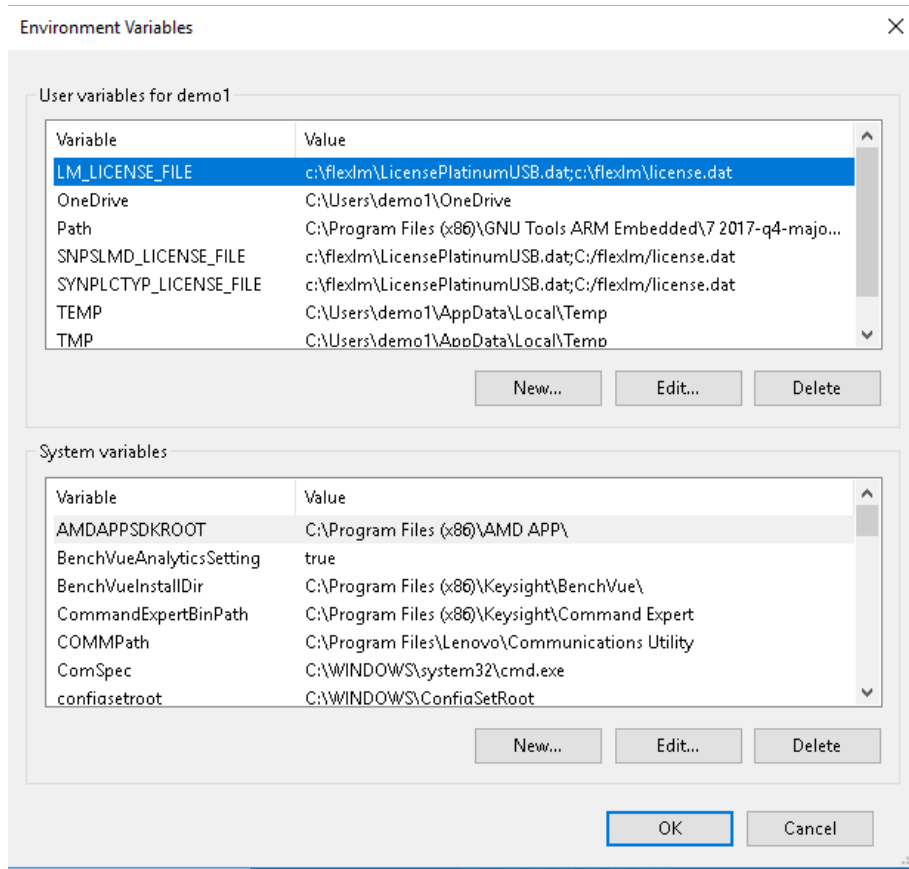 Environment Variables
User variables for demo1
Variable Value
LM_LICENSE_FILE c:\flexlm\LicensePlatinumUSB.dat;c:\flexlm\license.dat
OneDrive C:\Users\demo1\OneDrive
Path C:\Program Files (x86)\GNU Tools ARM Embedded\7 2017-q4-majo...
SNPSLMD_LICENSE_FILE c:\flexlm\LicensePlatinumUSB.dat;C:/flexlm/license.dat
SYNPLCTYP_LICENSE_FILE c:\flexlm\LicensePlatinumUSB.dat;C:/flexlm/license.dat
TEMP C:\Users\demo1\AppData\Local\Temp
TMP C:\Users\demo1\AppData\Local\Temp
New... Edit... Delete
System variables
Variable Value
AMDAPPSDKROOT C:\Program Files (x86)\AMD APP\
BenchVueAnalyticsSetting true
BenchVueInstallDir C:\Program Files (x86)\Keysight\BenchVue\
CommandExpertBinPath C:\Program Files (x86)\Keysight\Command Expert
COMMPath C:\Program Files\Lenovo\Communications Utility
ComSpec C:\WINDOWS\system32\cmd.exe
configsetroot C:\WINDOWS\ConfigSetRoot
New... Edit... Delete
OK Cancel